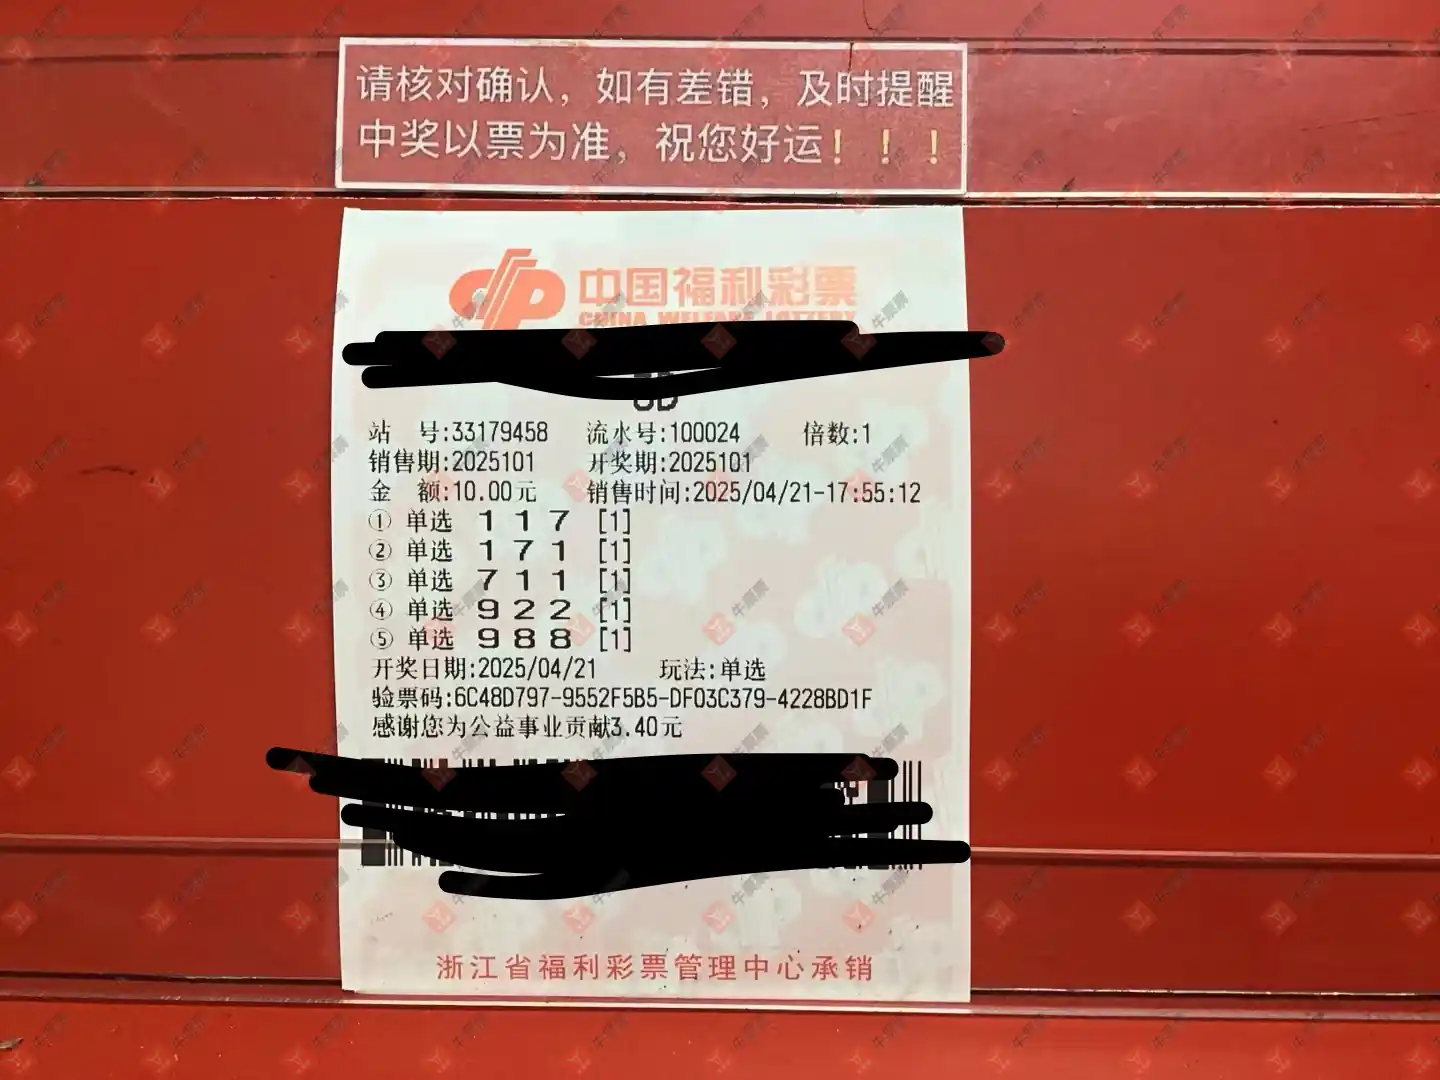 请核对确认，如有差错，及时提醒
中奖以票为准，祝您好运！！！
中国福利彩票
CHINA WELFARE LOTTERY
3D
站 号:33179458 流水号:100024 倍数:1
销售期:2025101 开奖期:2025101
金 额:10.00元 销售时间:2025/04/21-17:55:12
① 单选 1 1 7 [1]
② 单选 1 7 1 [1]
③ 单选 7 1 1 [1]
④ 单选 9 2 2 [1]
⑤ 单选 9 8 8 [1]
开奖日期:2025/04/21 玩法:单选
验票码:6C48D797-9552F5B5-DF03C379-4228BD1F
感谢您为公益事业贡献3.40元
浙江省福利彩票管理中心承销
牛票票